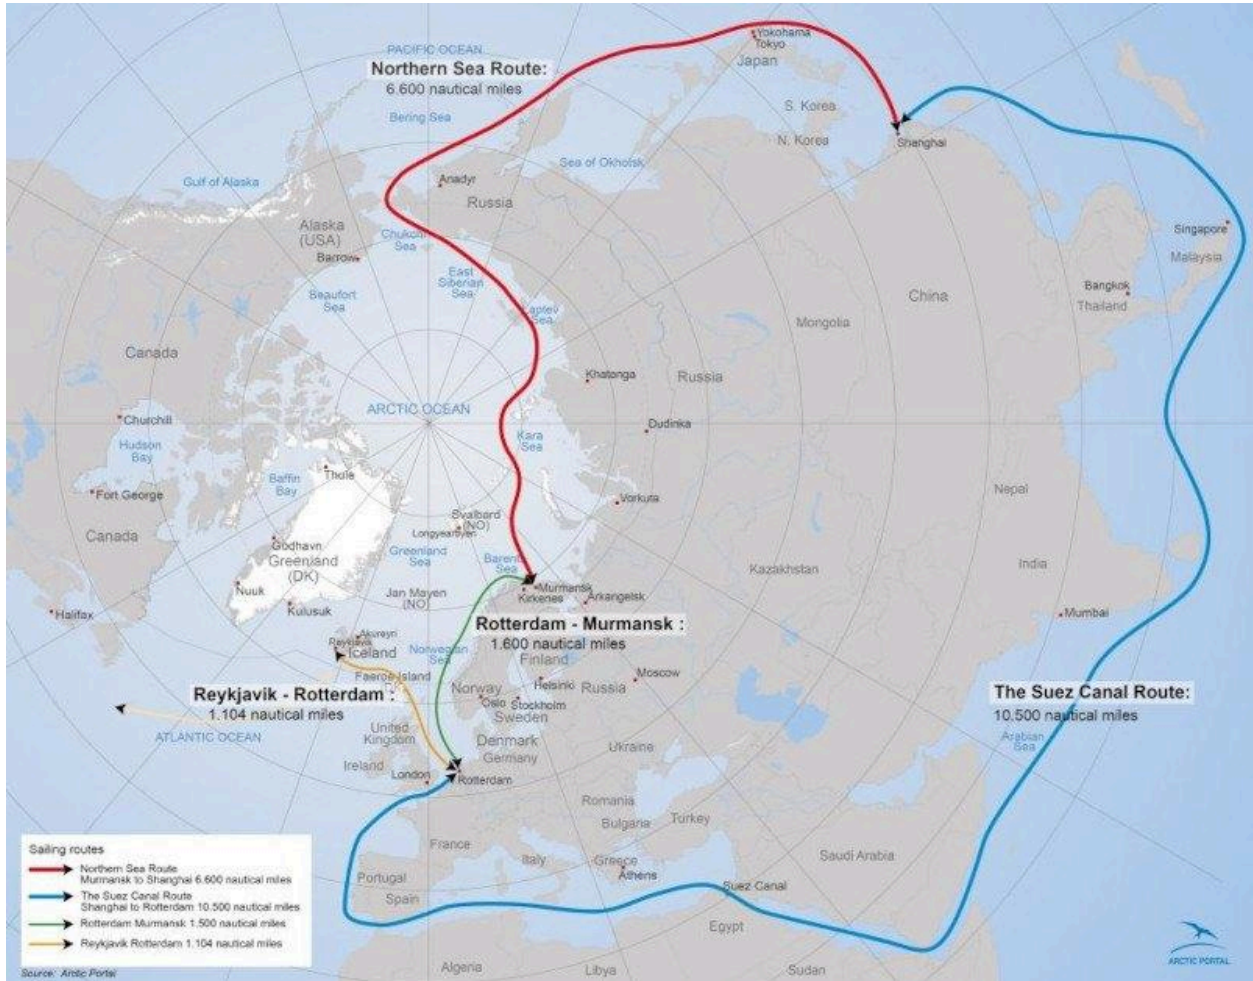 Yokohama
Tokyo
Japan
PACIFIC OCEAN
Northern Sea Route:
6.600 nautical miles
Bering Sea
S. Korea
N. Korea
Shanghai
Sea of Okhotsk
Gulf of Alaska
Anadyr
Russia
Alaska
(USA)
Barrow
Chukchi
Sea
East
Siberian
Sea
Beaufort
Sea
Laptev
Sea
Singapore
Malaysia
Bangkok
Thailand
China
Mongolia
Canada
Khatanga
Russia
ARCTIC OCEAN
Churchill
Hudson
Bay
Dudinka
Kara
Sea
Baffin
Bay
Thule
Fort George
Vorkuta
Nepal
Svalbard
(NO)
Longyearbyen
Canada
Godhavn
Greenland
(DK)
Greenland
Sea
Barents
Sea
Kazakhstan
India
Nuuk
Kulusuk
Jan Mayen
(NO)
Murmansk
Kirkenes
Arkangelsk
Halifax
Mumbai
Akureyri
Reykjavik
Iceland
Rotterdam - Murmansk :
1.600 nautical miles
Norwegian
Sea
Finland
Faeroe Island
Helsinki
Russia
Moscow
Reykjavik - Rotterdam :
1.104 nautical miles
Norway
Oslo
Stockholm
Sweden
The Suez Canal Route:
10.500 nautical miles
Arabian
Sea
ATLANTIC OCEAN
United
Kingdom
Denmark
Germany
Ukraine
Ireland
London
Rotterdam
Romania
Bulgaria
Turkey
France
Italy
Greece
Athens
Saudi Arabia
Portugal
Spain
Suez Canal
Egypt
Algeria
Libya
Sudan
Sailing routes
Northern Sea Route
Murmansk to Shanghai 6.600 nautical miles
The Suez Canal Route
Shanghai to Rotterdam 10.500 nautical miles
Rotterdam Murmansk 1.500 nautical miles
Reykjavik Rotterdam 1.104 nautical miles
Source: Arctic Portal
ARCTIC PORTAL